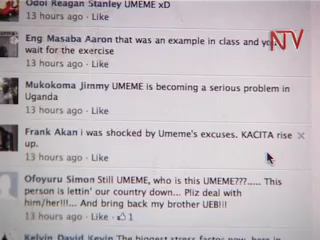 Odoi Reagan Stanley UMEME xD
13 hours ago · Like
Eng Masaba Aaron that was an example in class and yo
wait for the exercise
13 hours ago · Like
NTV
Mukokoma Jimmy UMEME is becoming a serious problem in
Uganda
13 hours ago · Like
Frank Akan i was shocked by Umeme's excuses. KACITA rise
up.
13 hours ago · Like
Ofoyuru Simon Still UMEME, who is this UMEME???..... This
person is lettin' our country down... Pliz deal with
him/her!!!... And bring back my brother UEB!!!
13 hours ago · Like · 1
Kelvin David Kevin The biggest stress factor now, here in